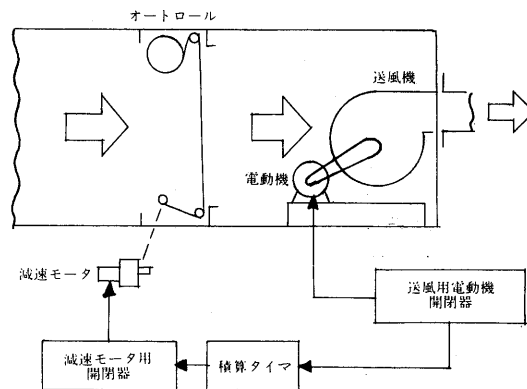 オートロール
送風機
電動機
減速モータ
送風用電動機
開閉器
減速モータ用
開閉器
積算タイマ